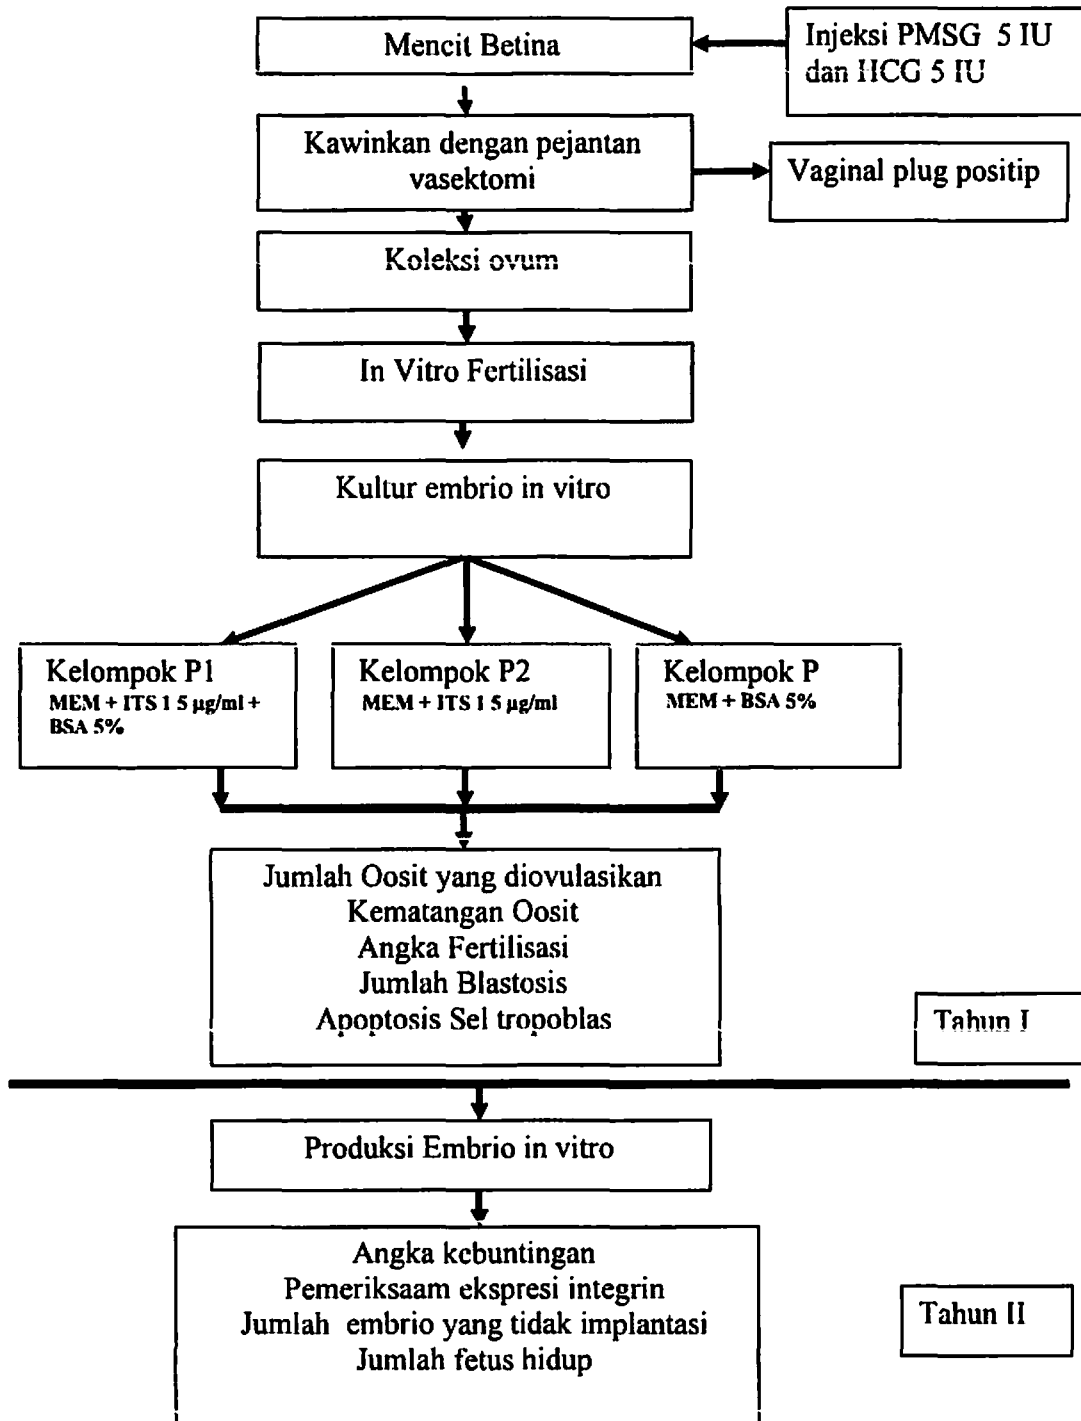 Mencit Betina
Injeksi PMSG 5 IU
dan HCG 5 IU
Kawinkan dengan pejantan
vasektomi
Vaginal plug positip
Koleksi ovum
In Vitro Fertilisasi
Kultur embrio in vitro
Kelompok P1
MEM + ITS 1 5 µg/ml +
BSA 5%
Kelompok P2
MEM + ITS 1 5 µg/ml
Kelompok P
MEM + BSA 5%
Jumlah Oosit yang diovulasikan
Kematangan Oosit
Angka Fertilisasi
Jumlah Blastosis
Apoptosis Sel tropoblas
Tahun I
Produksi Embrio in vitro
Angka kebuntingan
Pemeriksaam ekspresi integrin
Jumlah embrio yang tidak implantasi
Jumlah fetus hidup
Tahun II